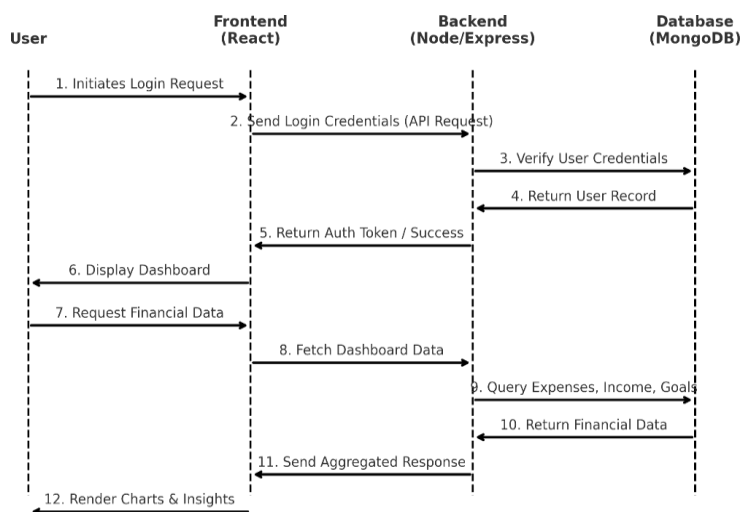 User
Frontend
(React)
Backend
(Node/Express)
Database
(MongoDB)
1. Initiates Login Request
2. Send Login Credentials (API Request)
3. Verify User Credentials
4. Return User Record
5. Return Auth Token / Success
6. Display Dashboard
7. Request Financial Data
8. Fetch Dashboard Data
9. Query Expenses, Income, Goals
10. Return Financial Data
11. Send Aggregated Response
12. Render Charts & Insights